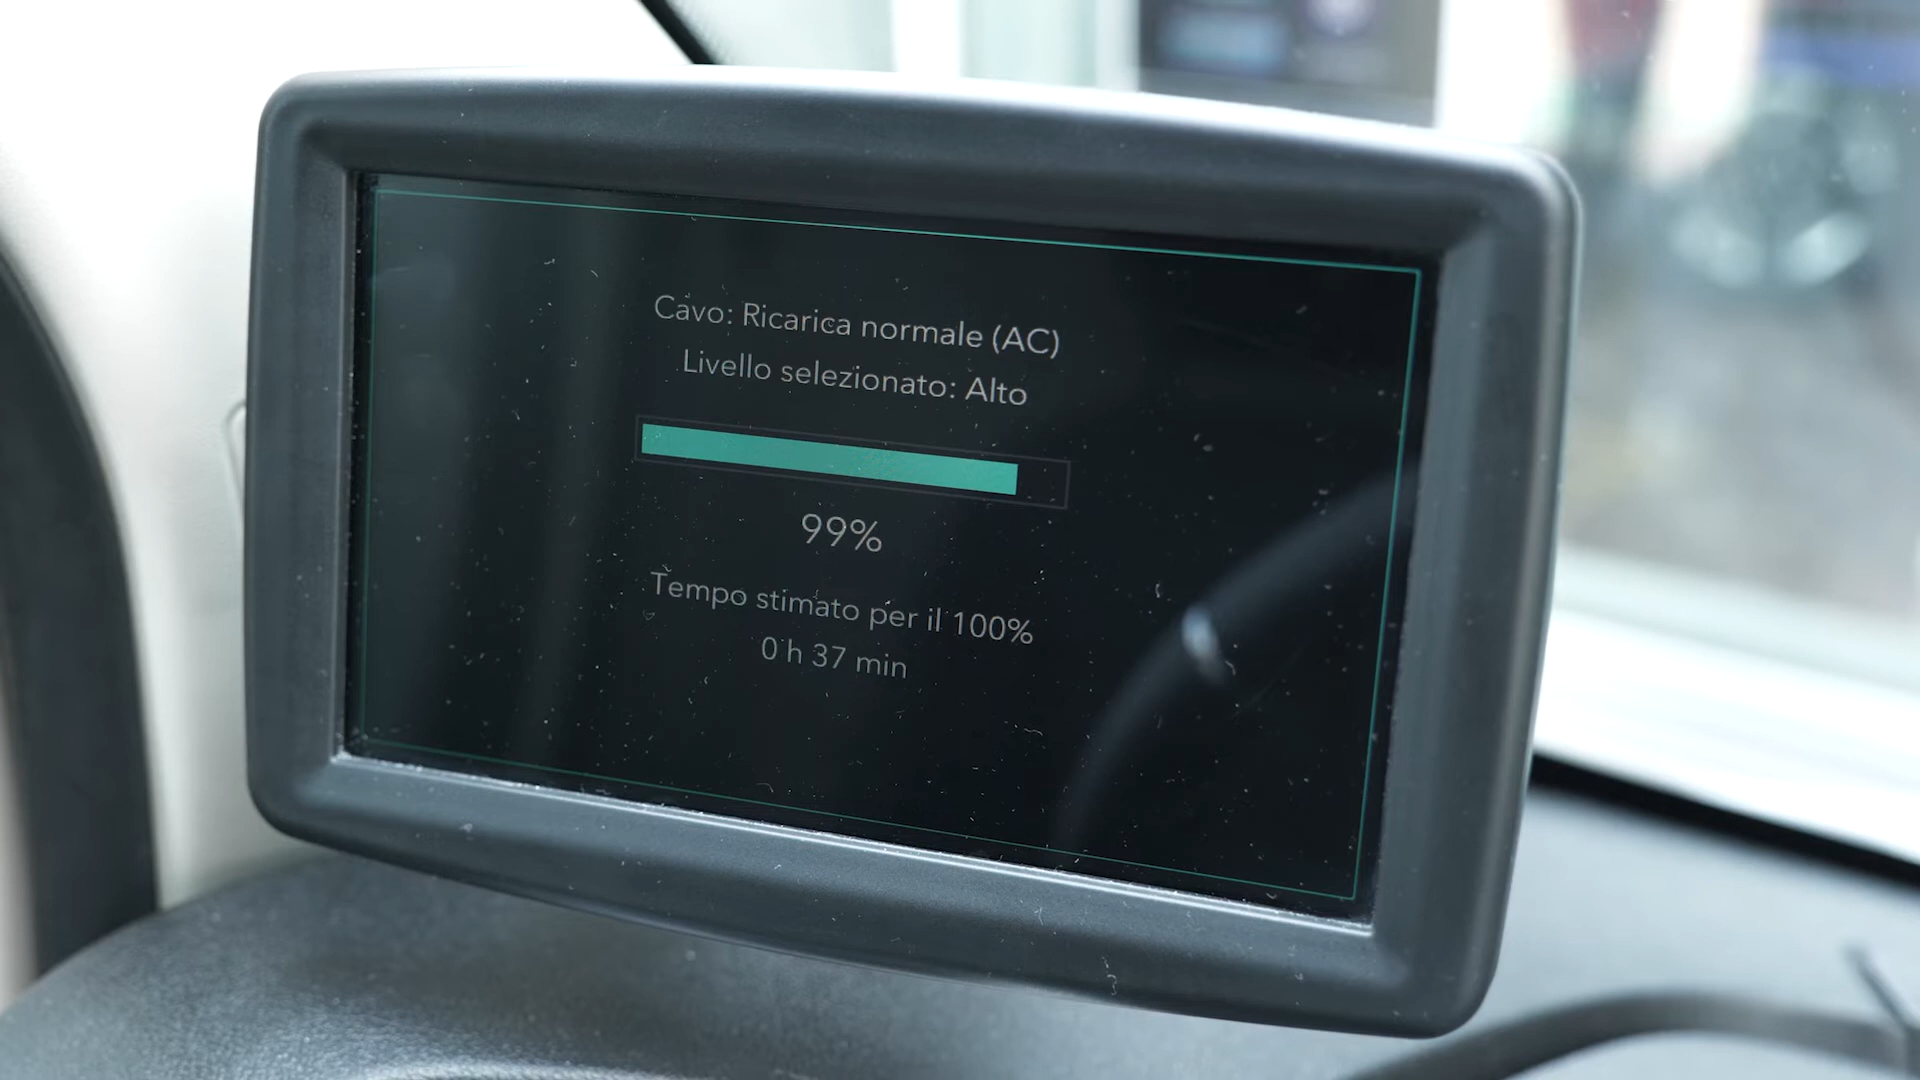 Cavo: Ricarica normale (AC)
Livello selezionato: Alto
99%
Tempo stimato per il 100%
0 h 37 min